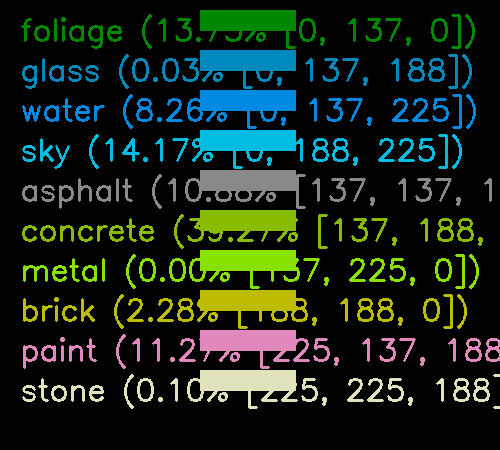 foliage (13.73% [0, 137, 0])
glass (0.03% [0, 137, 188])
water (8.26% [0, 137, 225])
sky (14.17% [0, 188, 225])
asphalt (10.88% [137, 137, 1
concrete (39.27% [137, 188,
metal (0.00% [137, 225, 0])
brick (2.28% [188, 188, 0])
paint (11.27% [225, 137, 188
stone (0.10% [225, 225, 188]